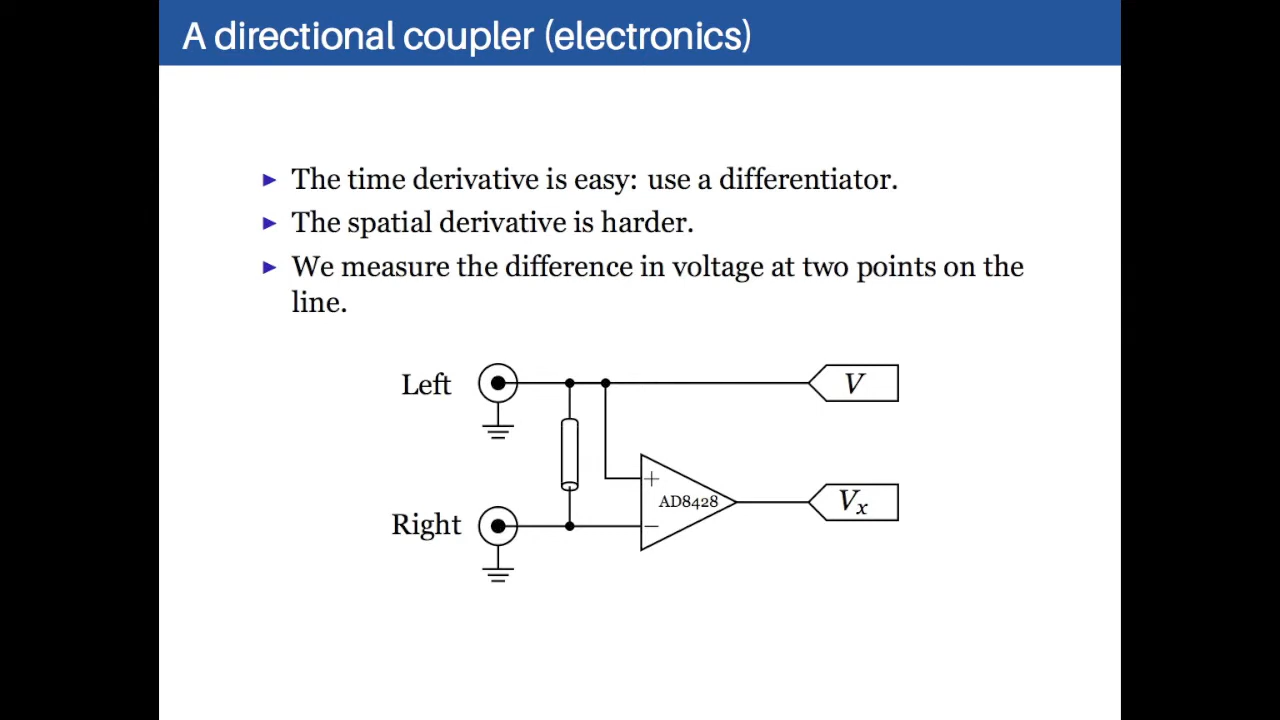 A directional coupler (electronics)
► The time derivative is easy: use a differentiator.
► The spatial derivative is harder.
► We measure the difference in voltage at two points on the
line.
Left
V
+
AD8428
Vₓ
Right
−